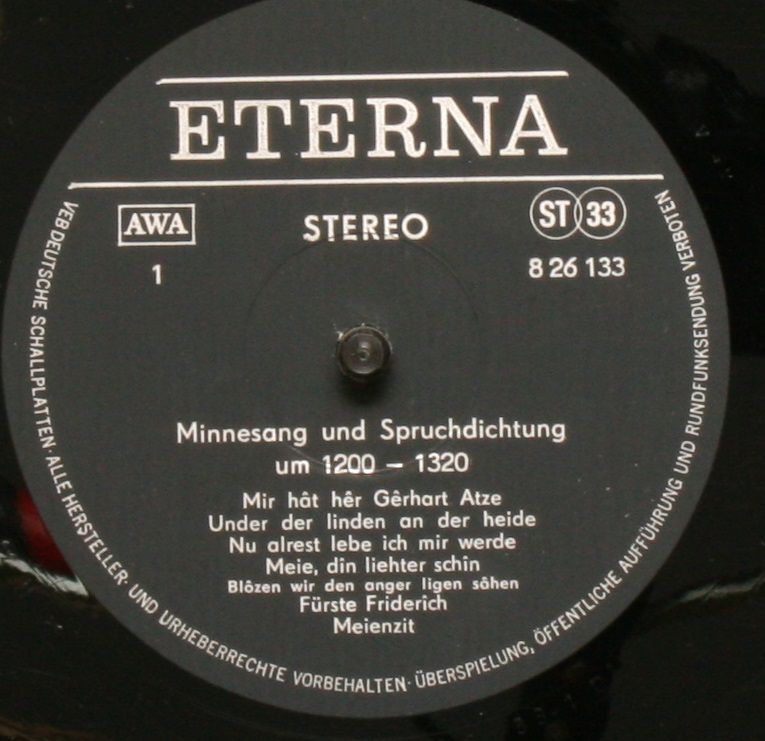 ETERNA
AWA
STEREO
ST 33
1
8 26 133
Minnesang und Spruchdichtung
um 1200 – 1320
Mir hât hêr Gêrhart Atze
Under der linden an der heide
Nu alrest lebe ich mir werde
Meie, din liehter schin
Blôzen wir den anger ligen sâhen
Fürste Friderich
Meienzit
VEB DEUTSCHE SCHALLPLATTEN · ALLE HERSTELLER- UND URHEBERRECHTE VORBEHALTEN · ÜBERSPIELUNG, ÖFFENTLICHE AUFFÜHRUNG UND RUNDFUNKSENDUNG VERBOTEN